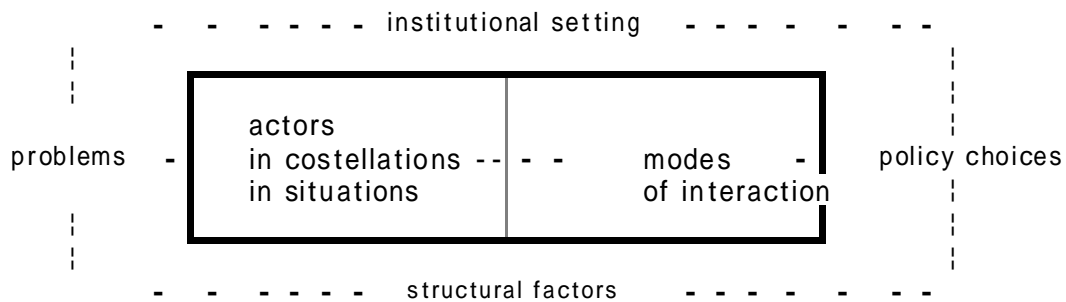 institutional setting
problems
actors
in costellations
in situations
modes
of interaction
policy choices
structural factors